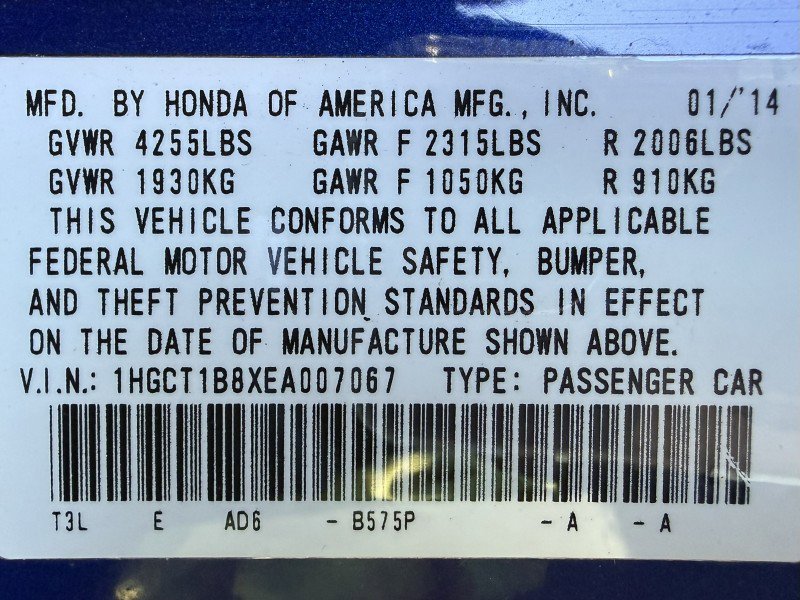 MFD. BY HONDA OF AMERICA MFG., INC. 01/'14
GVWR 4255LBS GAWR F 2315LBS R 2006LBS
GVWR 1930KG GAWR F 1050KG R 910KG
THIS VEHICLE CONFORMS TO ALL APPLICABLE
FEDERAL MOTOR VEHICLE SAFETY, BUMPER,
AND THEFT PREVENTION STANDARDS IN EFFECT
ON THE DATE OF MANUFACTURE SHOWN ABOVE.
V.I.N.: 1HGCT1B8XEA007067 TYPE: PASSENGER CAR
T3L E AD6 - B575P - A - A